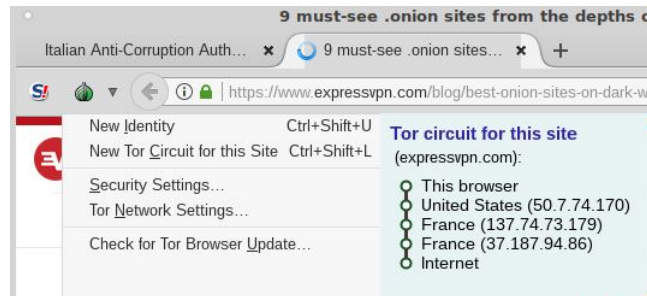 9 must-see .onion sites from the depths
Italian Anti-Corruption Auth… × 9 must-see .onion sites… × +
S! https://www.expressvpn.com/blog/best-onion-sites-on-dark-w
New Identity Ctrl+Shift+U
New Tor Circuit for this Site Ctrl+Shift+L
Security Settings…
Tor Network Settings…
Check for Tor Browser Update…
Tor circuit for this site
(expressvpn.com):
This browser
United States (50.7.74.170)
France (137.74.73.179)
France (37.187.94.86)
Internet